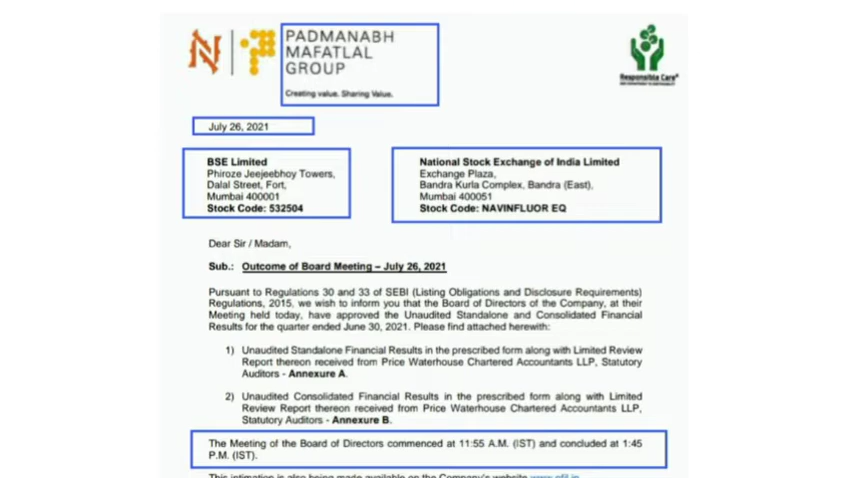 PADMANABH
MAFATLAL
GROUP
Creating value. Sharing Value.
Responsible Care®
July 26, 2021
BSE Limited
Phiroze Jeejeebhoy Towers,
Dalal Street, Fort,
Mumbai 400001
Stock Code: 532504
National Stock Exchange of India Limited
Exchange Plaza,
Bandra Kurla Complex, Bandra (East),
Mumbai 400051
Stock Code: NAVINFLUOR EQ
Dear Sir / Madam,
Sub.: Outcome of Board Meeting – July 26, 2021
Pursuant to Regulations 30 and 33 of SEBI (Listing Obligations and Disclosure Requirements)
Regulations, 2015, we wish to inform you that the Board of Directors of the Company, at their
Meeting held today, have approved the Unaudited Standalone and Consolidated Financial
Results for the quarter ended June 30, 2021. Please find attached herewith:
1) Unaudited Standalone Financial Results in the prescribed form along with Limited Review
Report thereon received from Price Waterhouse Chartered Accountants LLP, Statutory
Auditors - Annexure A.
2) Unaudited Consolidated Financial Results in the prescribed form along with Limited
Review Report thereon received from Price Waterhouse Chartered Accountants LLP,
Statutory Auditors - Annexure B.
The Meeting of the Board of Directors commenced at 11:55 A.M. (IST) and concluded at 1:45
P.M. (IST).
This intimation is also being made available on the Company's website www.nfil.in